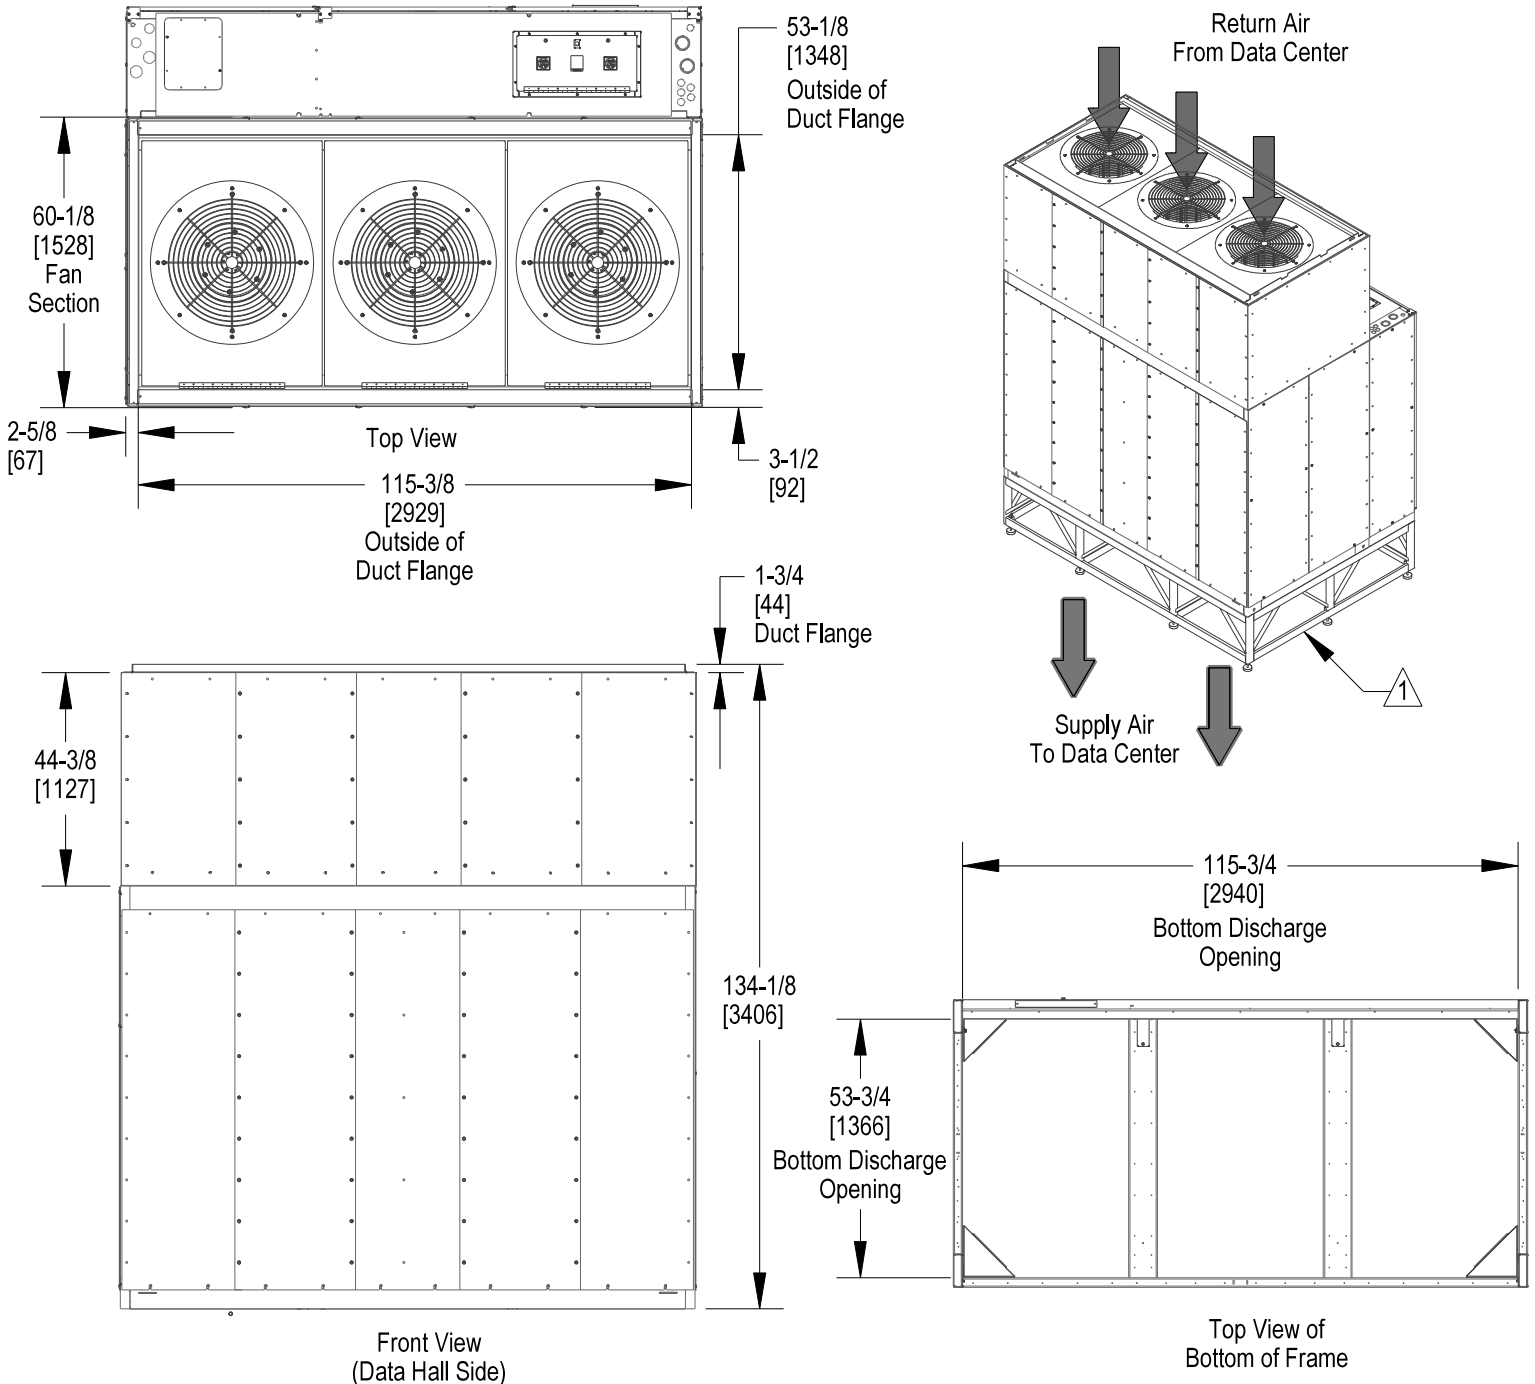 53-1/8
[1348]
Outside of
Duct Flange
60-1/8
[1528]
Fan
Section
2-5/8
[67]
Top View
3-1/2
[92]
115-3/8
[2929]
Outside of
Duct Flange
Return Air
From Data Center
1
Supply Air
To Data Center
1-3/4
[44]
Duct Flange
44-3/8
[1127]
134-1/8
[3406]
Front View
(Data Hall Side)
115-3/4
[2940]
Bottom Discharge
Opening
53-3/4
[1366]
Bottom Discharge
Opening
Top View of
Bottom of Frame